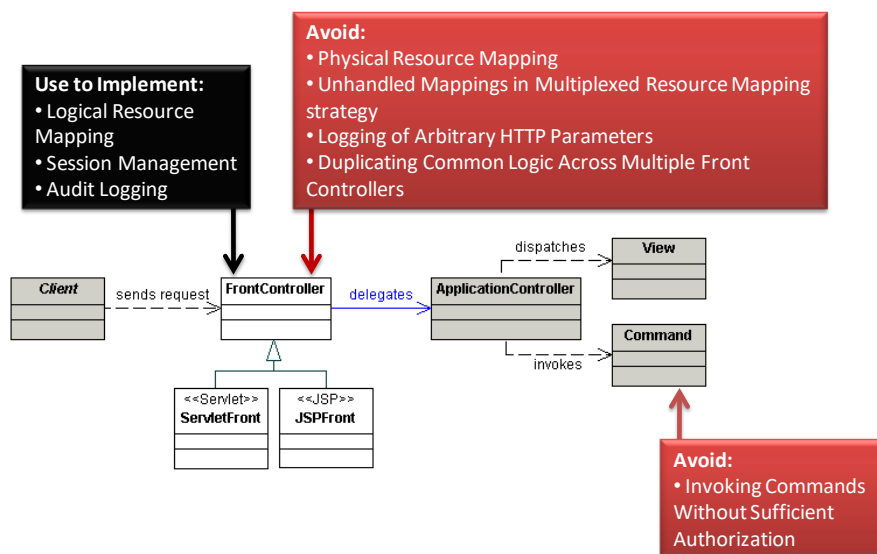 Avoid:
• Physical Resource Mapping
• Unhandled Mappings in Multiplexed Resource Mapping
strategy
• Logging of Arbitrary HTTP Parameters
• Duplicating Common Logic Across Multiple Front
Controllers
Use to Implement:
• Logical Resource
Mapping
• Session Management
• Audit Logging
Client
sends request
FrontController
delegates
ApplicationController
dispatches
View
invokes
Command
<<Servlet>>
ServletFront
<<JSP>>
JSPFront
Avoid:
• Invoking Commands
Without Sufficient
Authorization